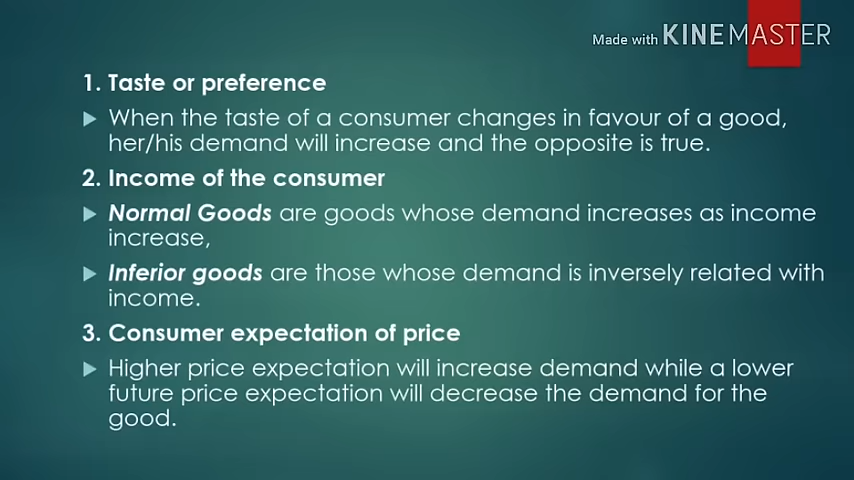 Made with KINEMASTER
1. Taste or preference
When the taste of a consumer changes in favour of a good,
her/his demand will increase and the opposite is true.
2. Income of the consumer
Normal Goods are goods whose demand increases as income
increase,
Inferior goods are those whose demand is inversely related with
income.
3. Consumer expectation of price
Higher price expectation will increase demand while a lower
future price expectation will decrease the demand for the
good.